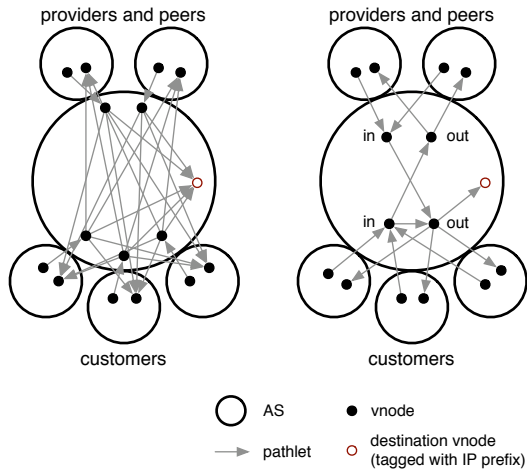 providers and peers
providers and peers
in
out
in
out
customers
customers
AS
vnode
pathlet
destination vnode
(tagged with IP prefix)